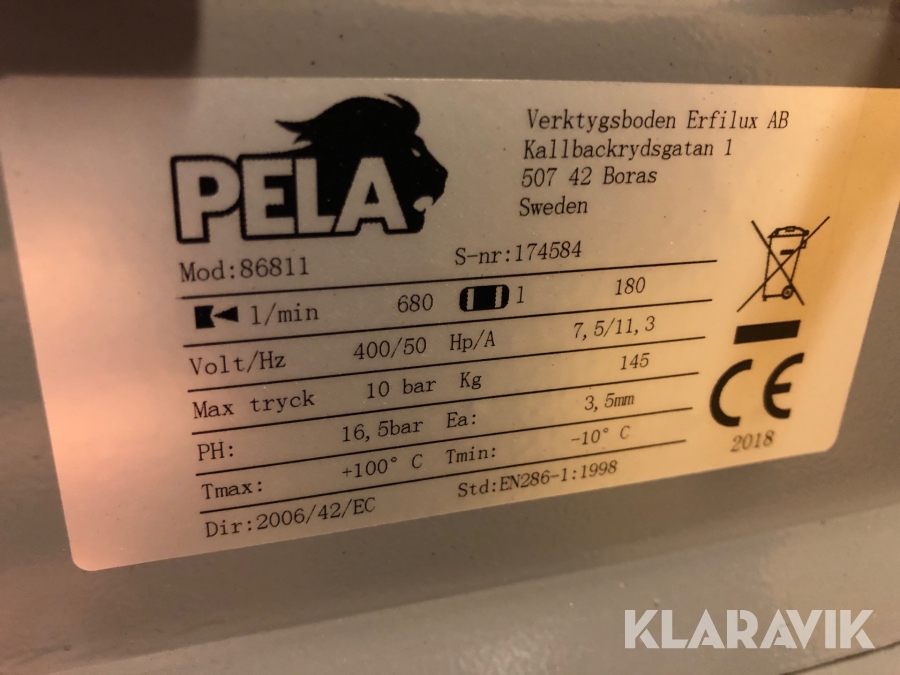 PELA
Verktygsboden Erfilux AB
Kallbackrydsgatan 1
507 42 Boras
Sweden
Mod:86811 S-nr:174584
l/min 680 l 180
Volt/Hz 400/50 Hp/A 7,5/11,3
Max tryck 10 bar Kg 145
PH: 16,5bar Ea: 3,5mm
Tmax: +100° C Tmin: -10° C
Dir:2006/42/EC Std:EN286-1:1998
CE
2018
KLARAVIK